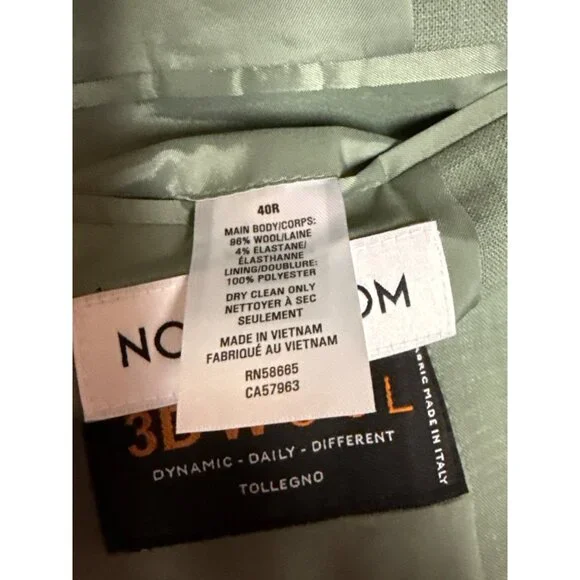 40R
MAIN BODY/CORPS:
96% WOOL/LAINE
4% ELASTANE/
ÉLASTHANNE
LINING/DOUBLURE:
100% POLYESTER
DRY CLEAN ONLY
NETTOYER À SEC
SEULEMENT
MADE IN VIETNAM
FABRIQUÉ AU VIETNAM
RN58665
CA57963
NO OM
3D W L
DYNAMIC - DAILY - DIFFERENT
TOLLEGNO
FABRIC MADE IN ITALY